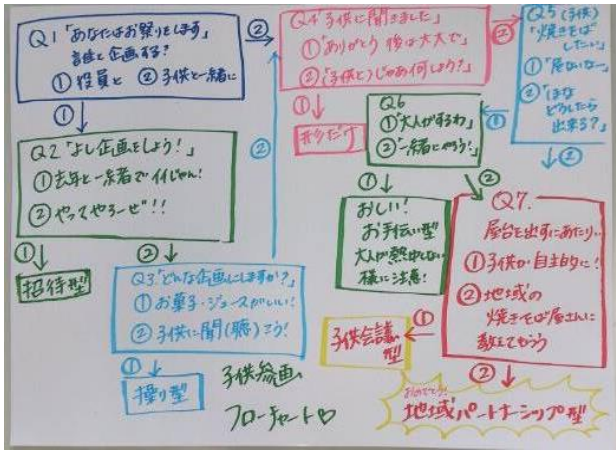 Q1「あなたはお祭りをします」
誰と企画する?
①役員と ②子供と一緒に
①
②
Q2「よし企画をしよう!」
①去年と一緒でイイじゃん!
②やってやろーぜ!!
①
②
招待型
Q3「どんな企画にしますか?」
①お菓子・ジュースがいい!
②子供に聞(聴)こう!
①
②
操り型
Q4「子供に聞きました」
①「ありがとう 後は大人で」
②「(子供と)じゃあ何しよう?」
①
②
形だけ
Q5(子供)
「焼きそば
したい」
①「危ないなー」
②「ほな
どうしたら
出来る?」
①
②
Q6
①「大人がするわ」
②「一緒にやろう!」
①
②
おしい!
お手伝い型
大人が熱中しない
様に注意!
Q7.
屋台を出すにあたり…
①子供が自主的に!
②地域の
焼きそば屋さんに
教えてもらう
①
②
子供会議
型
おめでとう!
地域パートナーシップ型
子供参画
フローチャート♡